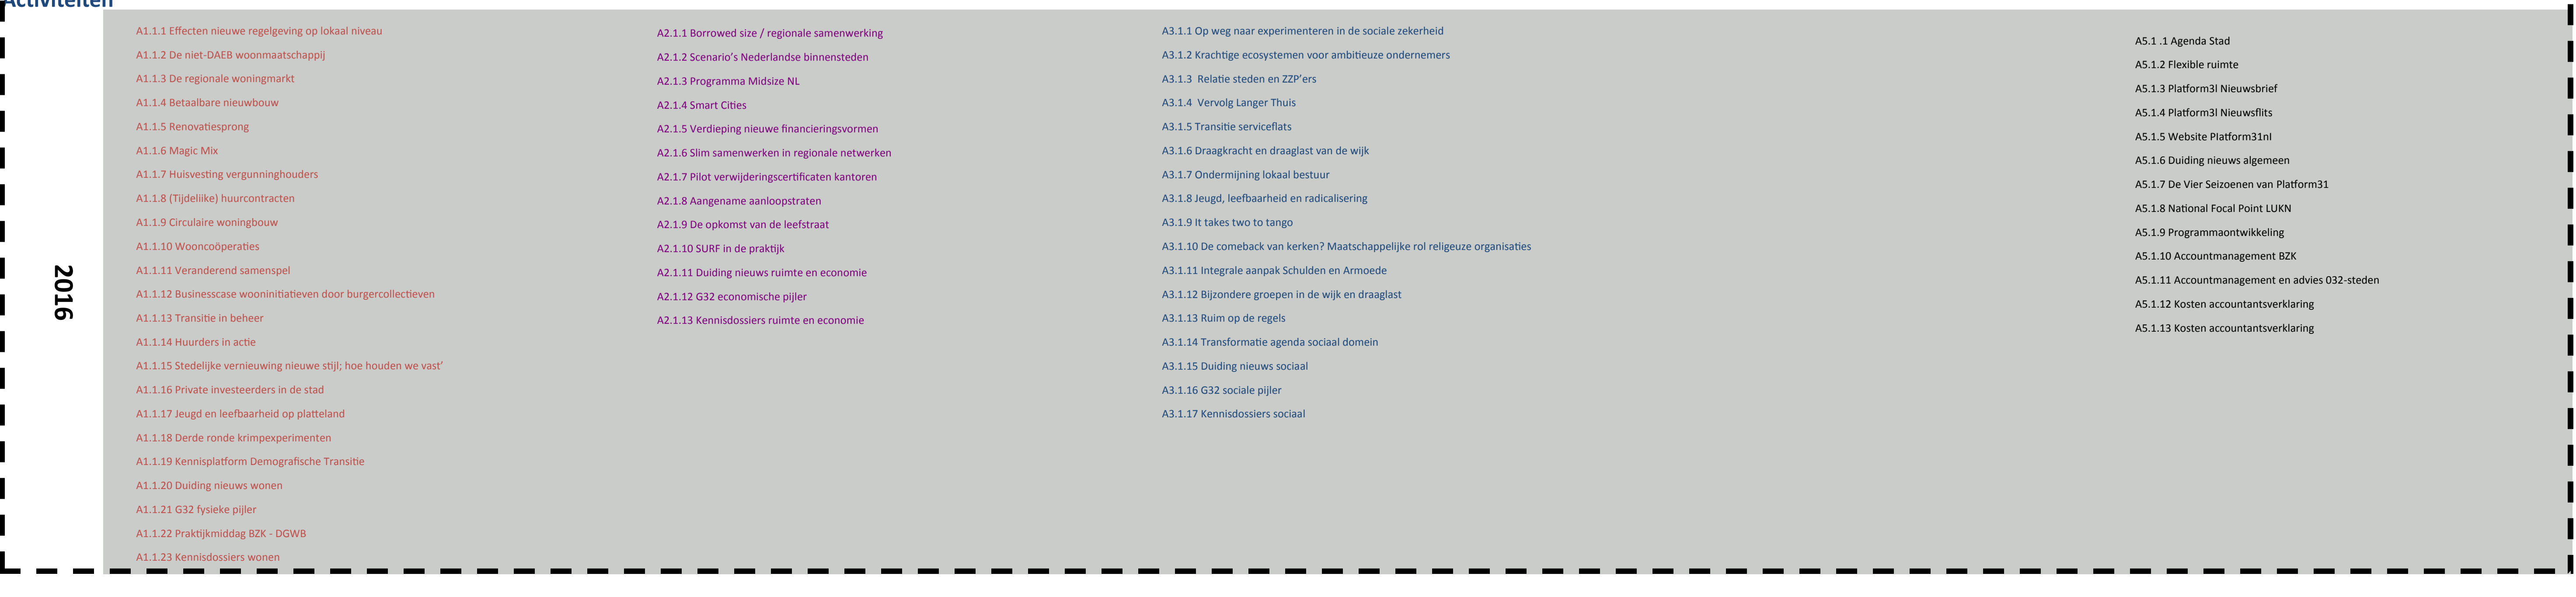 Activiteiten
2016
A1.1.1 Effecten nieuwe regelgeving op lokaal niveau
A1.1.2 De niet-DAEB woonmaatschappij
A1.1.3 De regionale woningmarkt
A1.1.4 Betaalbare nieuwbouw
A1.1.5 Renovatiesprong
A1.1.6 Magic Mix
A1.1.7 Huisvesting vergunninghouders
A1.1.8 (Tijdeliike) huurcontracten
A1.1.9 Circulaire woningbouw
A1.1.10 Wooncoöperaties
A1.1.11 Veranderend samenspel
A1.1.12 Businesscase wooninitiatieven door burgercollectieven
A1.1.13 Transitie in beheer
A1.1.14 Huurders in actie
A1.1.15 Stedelijke vernieuwing nieuwe stijl; hoe houden we vast’
A1.1.16 Private investeerders in de stad
A1.1.17 Jeugd en leefbaarheid op platteland
A1.1.18 Derde ronde krimpexperimenten
A1.1.19 Kennisplatform Demografische Transitie
A1.1.20 Duiding nieuws wonen
A1.1.21 G32 fysieke pijler
A1.1.22 Praktijkmiddag BZK - DGWB
A1.1.23 Kennisdossiers wonen
A2.1.1 Borrowed size / regionale samenwerking
A2.1.2 Scenario’s Nederlandse binnensteden
A2.1.3 Programma Midsize NL
A2.1.4 Smart Cities
A2.1.5 Verdieping nieuwe financieringsvormen
A2.1.6 Slim samenwerken in regionale netwerken
A2.1.7 Pilot verwijderingscertificaten kantoren
A2.1.8 Aangename aanloopstraten
A2.1.9 De opkomst van de leefstraat
A2.1.10 SURF in de praktijk
A2.1.11 Duiding nieuws ruimte en economie
A2.1.12 G32 economische pijler
A2.1.13 Kennisdossiers ruimte en economie
A3.1.1 Op weg naar experimenteren in de sociale zekerheid
A3.1.2 Krachtige ecosystemen voor ambitieuze ondernemers
A3.1.3 Relatie steden en ZZP’ers
A3.1.4 Vervolg Langer Thuis
A3.1.5 Transitie serviceflats
A3.1.6 Draagkracht en draaglast van de wijk
A3.1.7 Ondermijning lokaal bestuur
A3.1.8 Jeugd, leefbaarheid en radicalisering
A3.1.9 It takes two to tango
A3.1.10 De comeback van kerken? Maatschappelijke rol religeuze organisaties
A3.1.11 Integrale aanpak Schulden en Armoede
A3.1.12 Bijzondere groepen in de wijk en draaglast
A3.1.13 Ruim op de regels
A3.1.14 Transformatie agenda sociaal domein
A3.1.15 Duiding nieuws sociaal
A3.1.16 G32 sociale pijler
A3.1.17 Kennisdossiers sociaal
A5.1 .1 Agenda Stad
A5.1.2 Flexible ruimte
A5.1.3 Platform3l Nieuwsbrief
A5.1.4 Platform3l Nieuwsflits
A5.1.5 Website Platform31nl
A5.1.6 Duiding nieuws algemeen
A5.1.7 De Vier Seizoenen van Platform31
A5.1.8 National Focal Point LUKN
A5.1.9 Programmaontwikkeling
A5.1.10 Accountmanagement BZK
A5.1.11 Accountmanagement en advies 032-steden
A5.1.12 Kosten accountantsverklaring
A5.1.13 Kosten accountantsverklaring